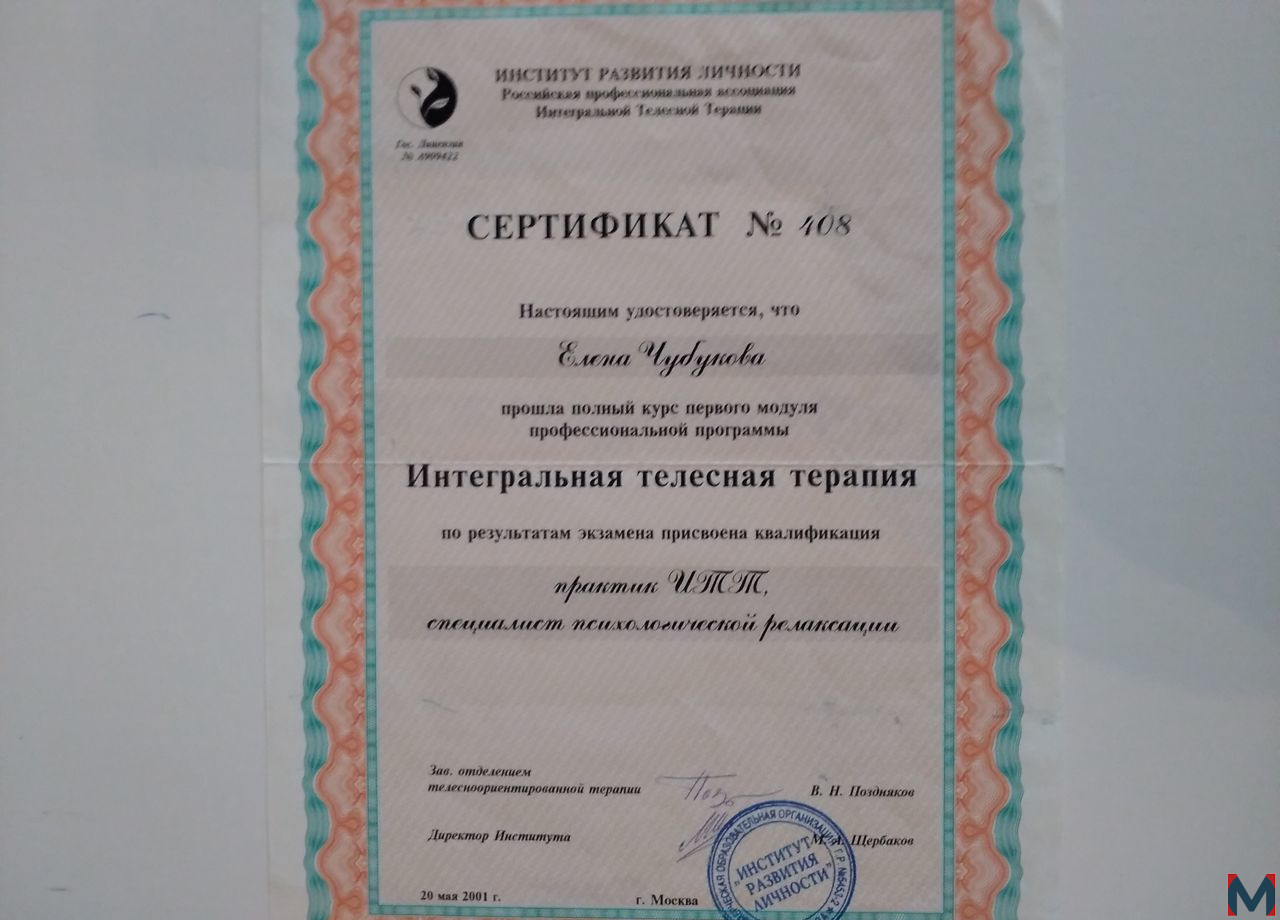 ИНСТИТУТ РАЗВИТИЯ ЛИЧНОСТИ
Российская профессиональная ассоциация
Интегральной Телесной Терапии
Гос. Лицензия
СЕРТИФИКАТ № 408
Настоящим удостоверяется, что
Елена Чубукова
прошла полный курс первого модуля
профессиональной программы
Интегральная телесная терапия
по результатам экзамена присвоена квалификация
практик ИТТ,
специалист психологической релаксации
Зав. отделением
телесноориентированной терапии
В. Н. Поздняков
Директор Института
М. А. Щербаков
ОБРАЗОВАТЕЛЬНАЯ ОРГАНИЗАЦИЯ
"ИНСТИТУТ
РАЗВИТИЯ
ЛИЧНОСТИ"
20 мая 2001 г.
г. Москва
M